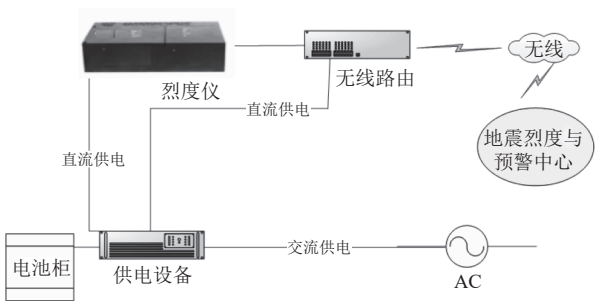 烈度仪
无线路由
无线
直流供电
地震烈度与
预警中心
直流供电
电池柜
供电设备
交流供电
AC